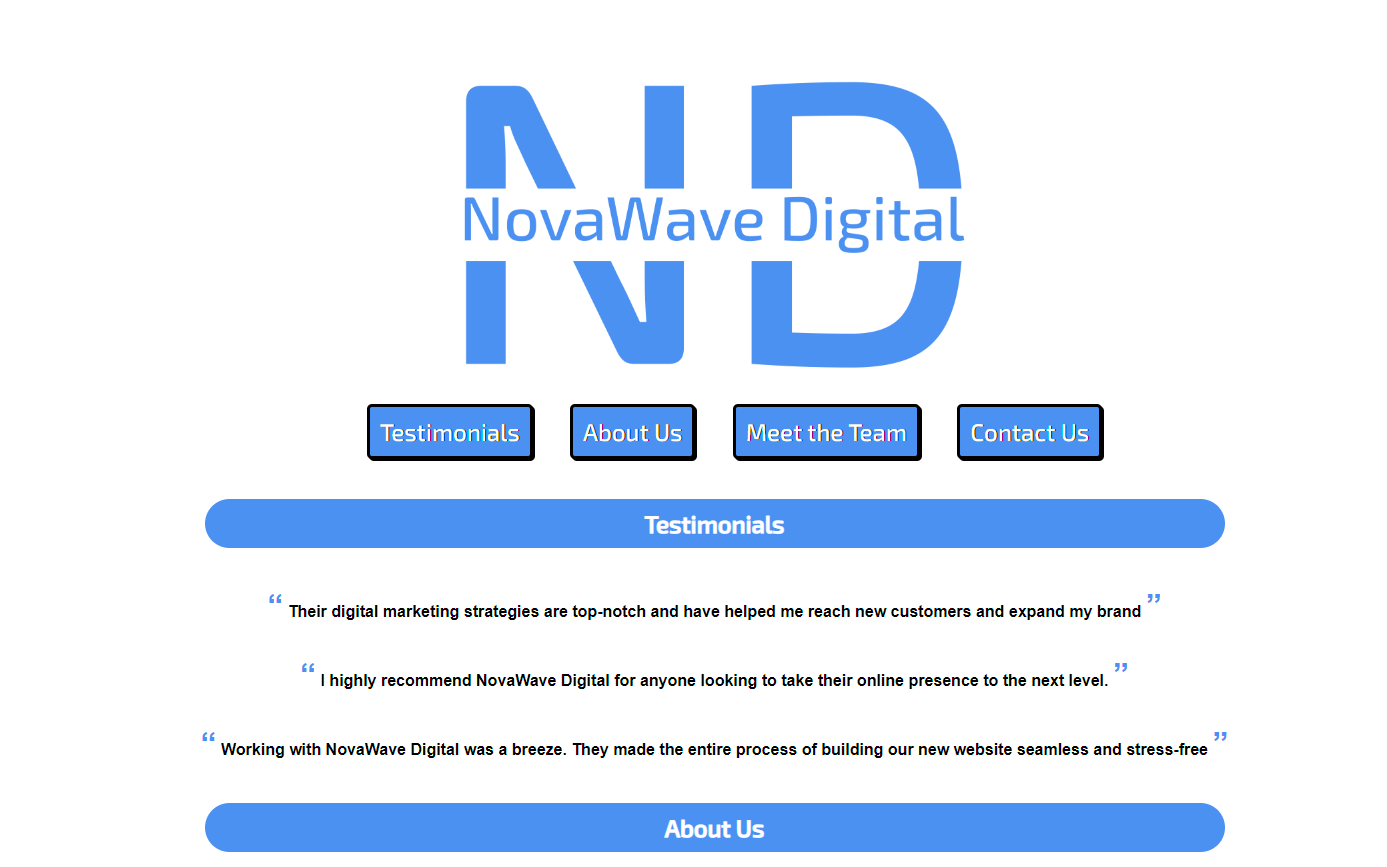 ND
NovaWave Digital
Testimonials About Us Meet the Team Contact Us
Testimonials
“ Their digital marketing strategies are top-notch and have helped me reach new customers and expand my brand ”
“ I highly recommend NovaWave Digital for anyone looking to take their online presence to the next level. ”
“ Working with NovaWave Digital was a breeze. They made the entire process of building our new website seamless and stress-free ”
About Us